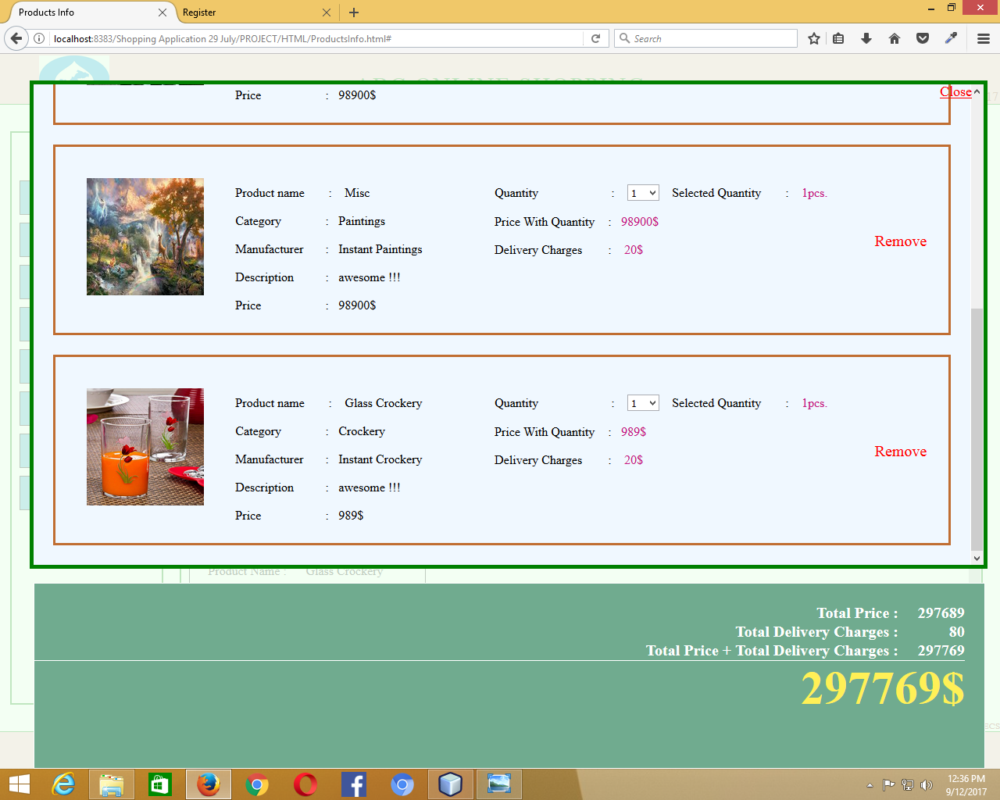 Products Info
Register
localhost:8383/Shopping Application 29 July/PROJECT/HTML/ProductsInfo.html#
Search
ABC ONLINE SHOPPING
Close
Price : 98900$
Product name : Misc
Category : Paintings
Manufacturer : Instant Paintings
Description : awesome !!!
Price : 98900$
Quantity : 1 Selected Quantity : 1pcs.
Price With Quantity : 98900$
Delivery Charges : 20$
Remove
Product name : Glass Crockery
Category : Crockery
Manufacturer : Instant Crockery
Description : awesome !!!
Price : 989$
Quantity : 1 Selected Quantity : 1pcs.
Price With Quantity : 989$
Delivery Charges : 20$
Remove
Product Name : Glass Crockery
Total Price : 297689
Total Delivery Charges : 80
Total Price + Total Delivery Charges : 297769
297769$
12:36 PM
9/12/2017